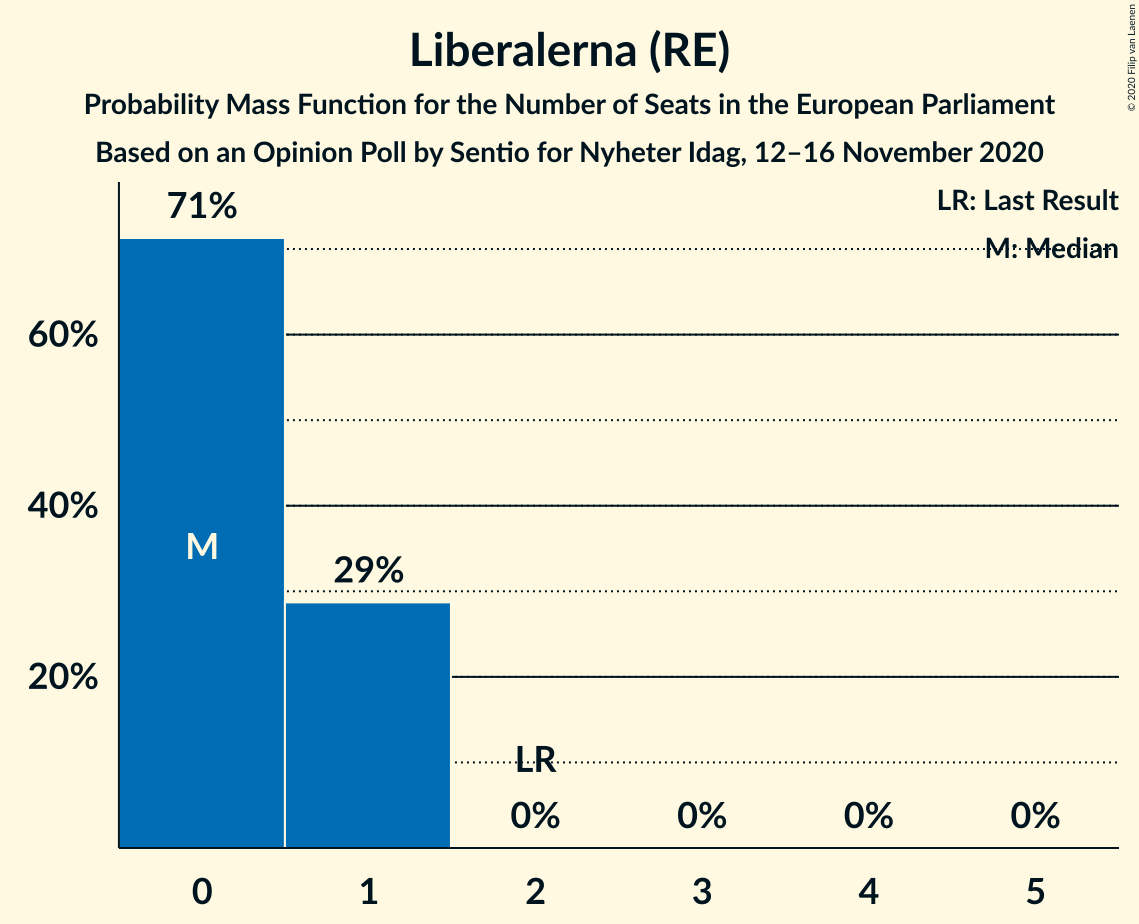 Liberalerna (RE)
Probability Mass Function for the Number of Seats in the European Parliament
Based on an Opinion Poll by Sentio for Nyheter Idag, 12–16 November 2020
© 2020 Filip van Laenen
LR: Last Result
M: Median
71%
60%
40%
20%
M
29%
LR
0%
0%
0%
0%
0
1
2
3
4
5